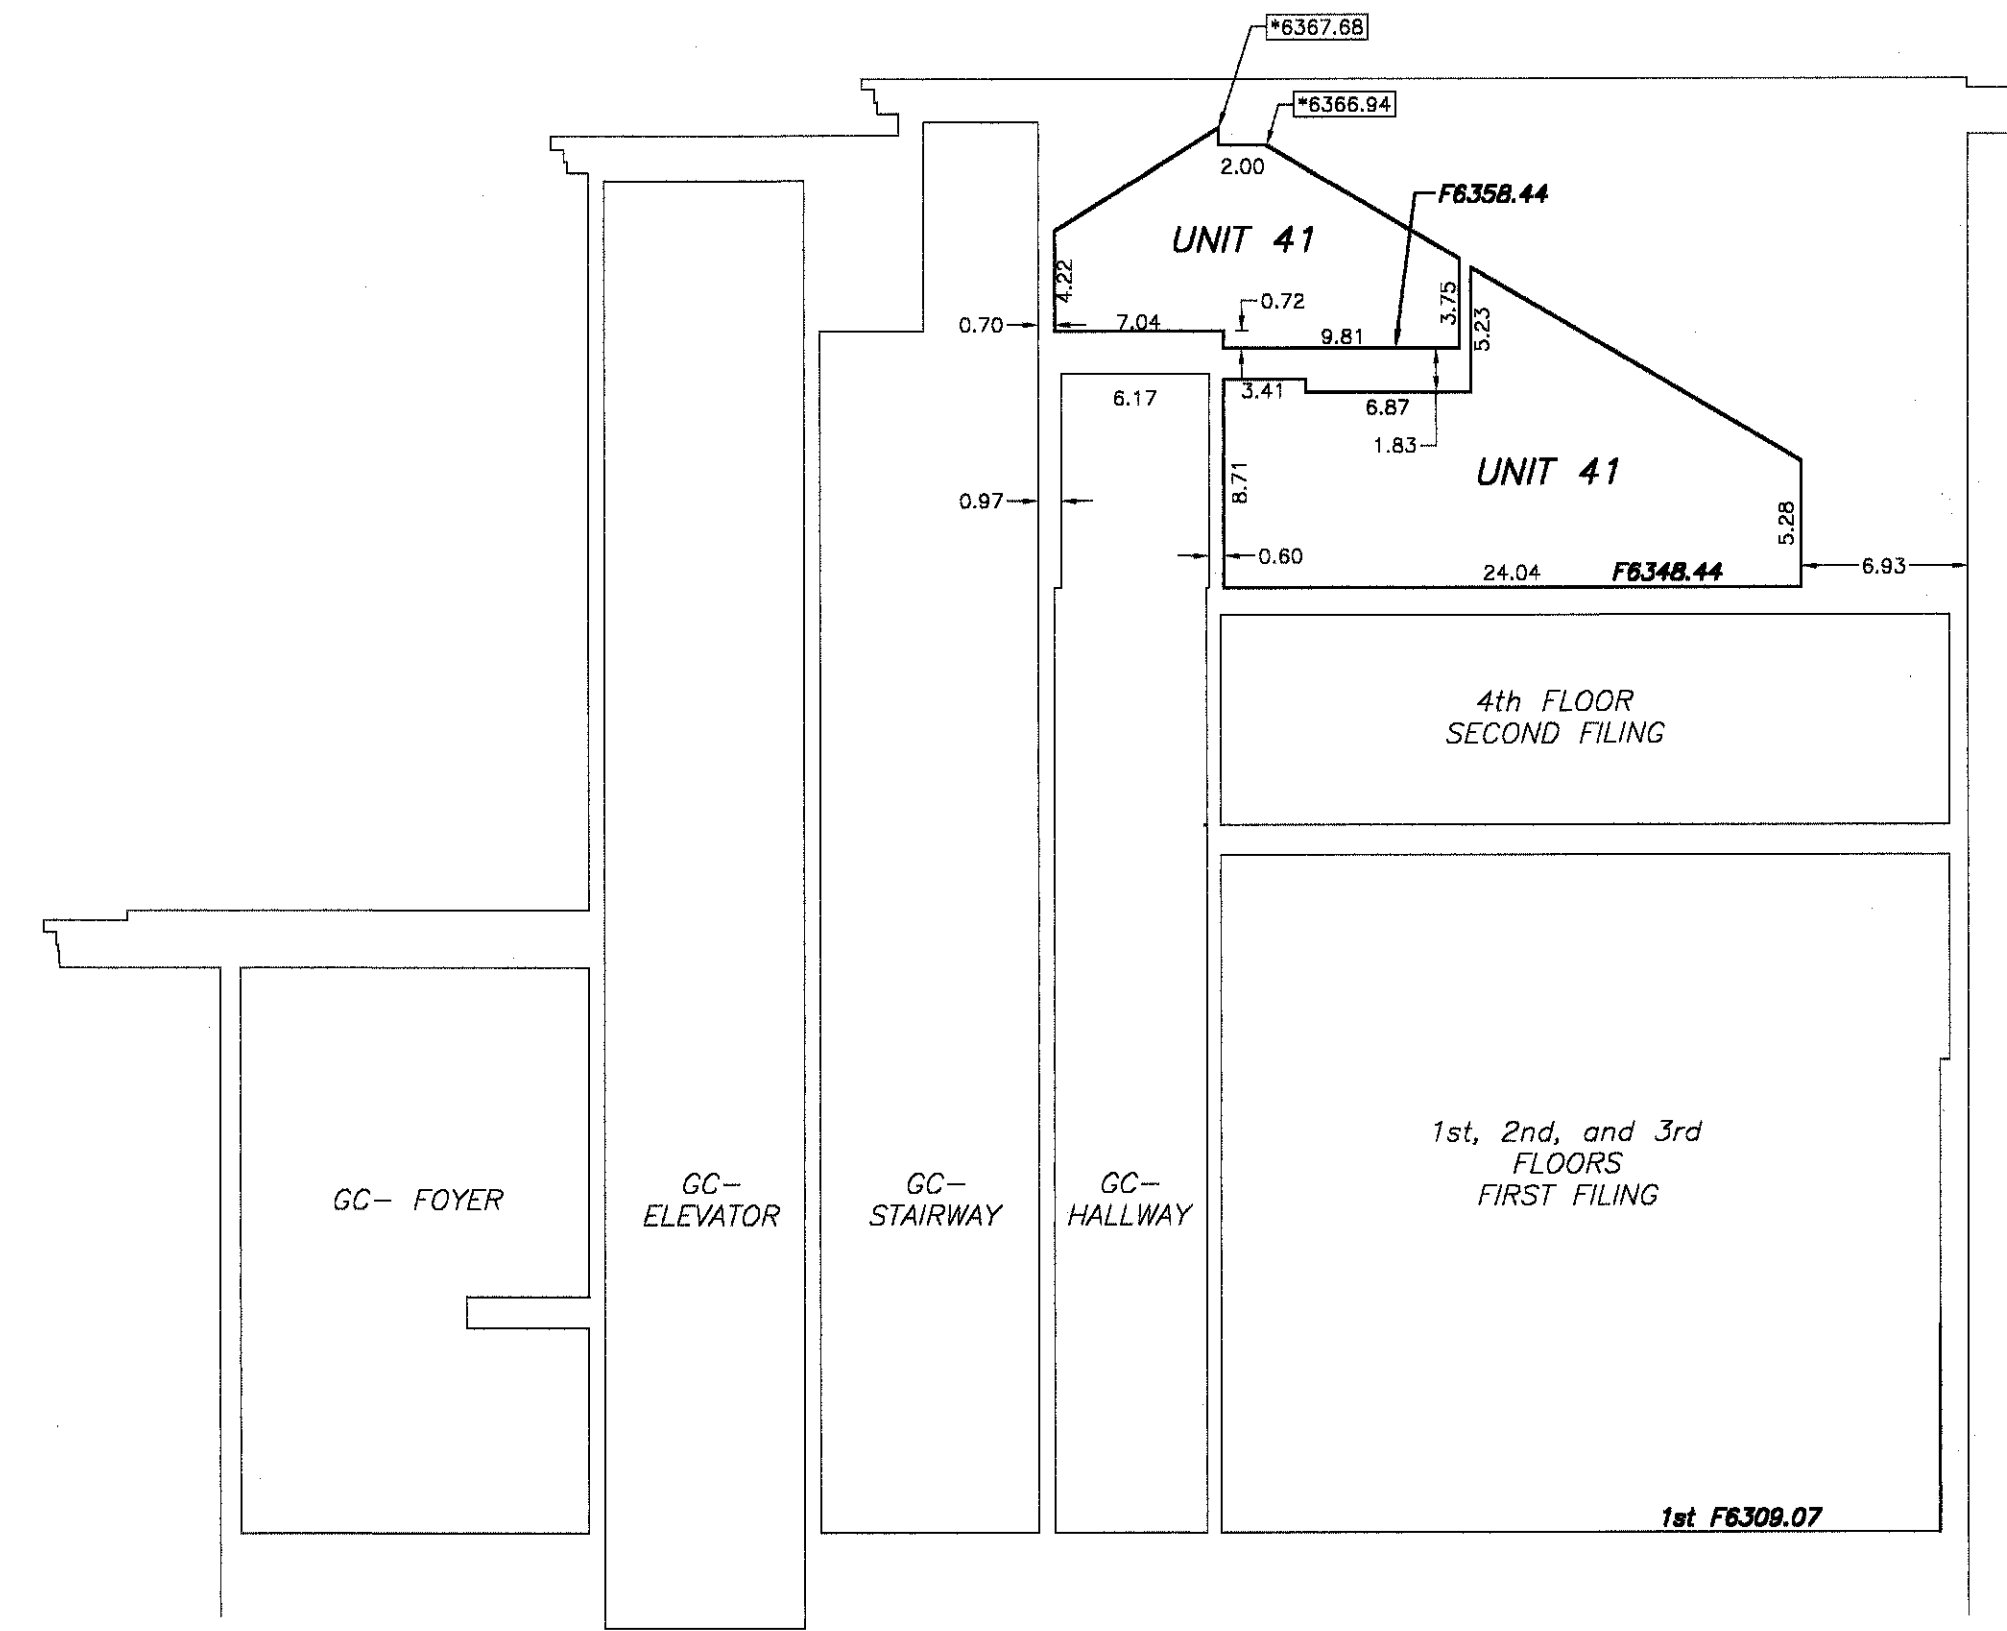 *6367.68
*6366.94
2.00
F6358.44
UNIT 41
4.22
0.72
3.75
0.70
7.04
9.81
5.23
3.41
6.17
6.87
1.83
UNIT 41
8.71
0.97
5.28
0.60
24.04
F6348.44
6.93
4th FLOOR
SECOND FILING
1st, 2nd, and 3rd
FLOORS
FIRST FILING
GC- FOYER
GC-
ELEVATOR
GC-
STAIRWAY
GC-
HALLWAY
1st F6309.07